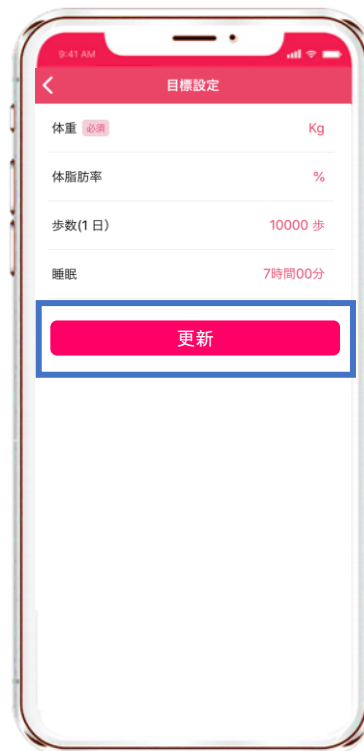 9:41 AM
目標設定
体重 必須 Kg
体脂肪率 %
歩数(1日) 10000 歩
睡眠 7時間00分
更新